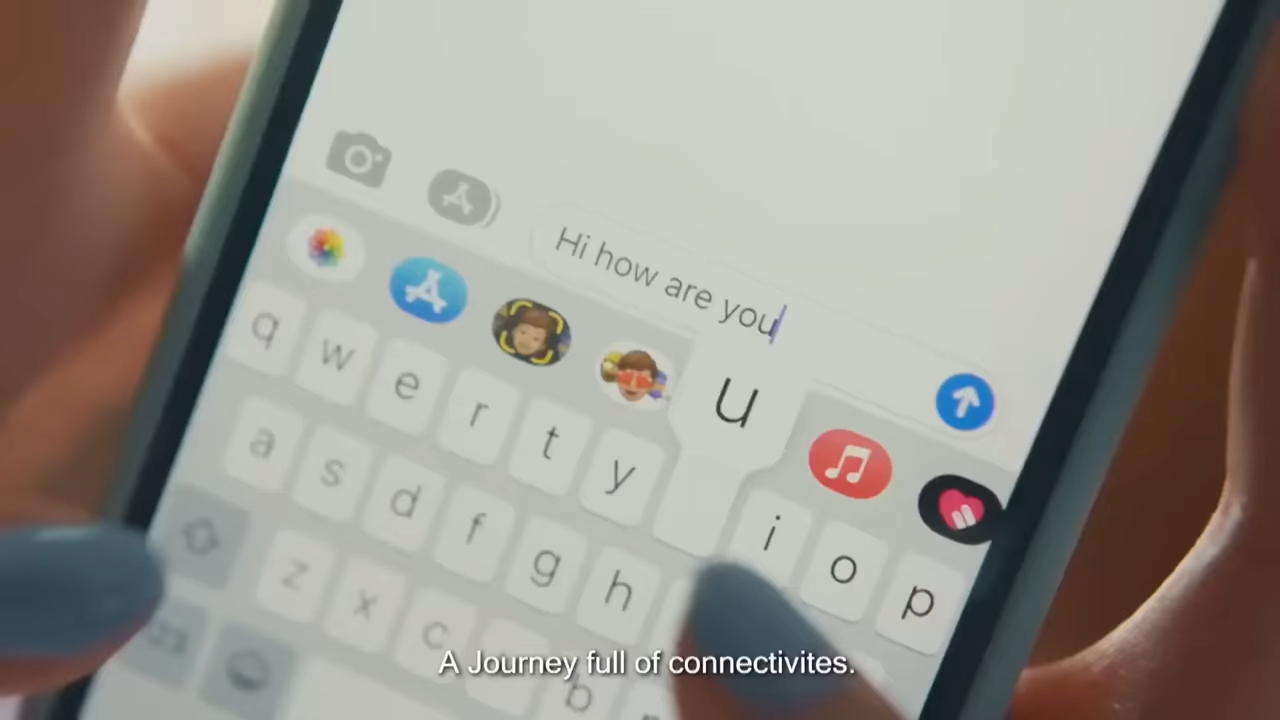 Hi how are you
u
q w e r t y i o p
a s d f g h
z x c b
A Journey full of connectivites.